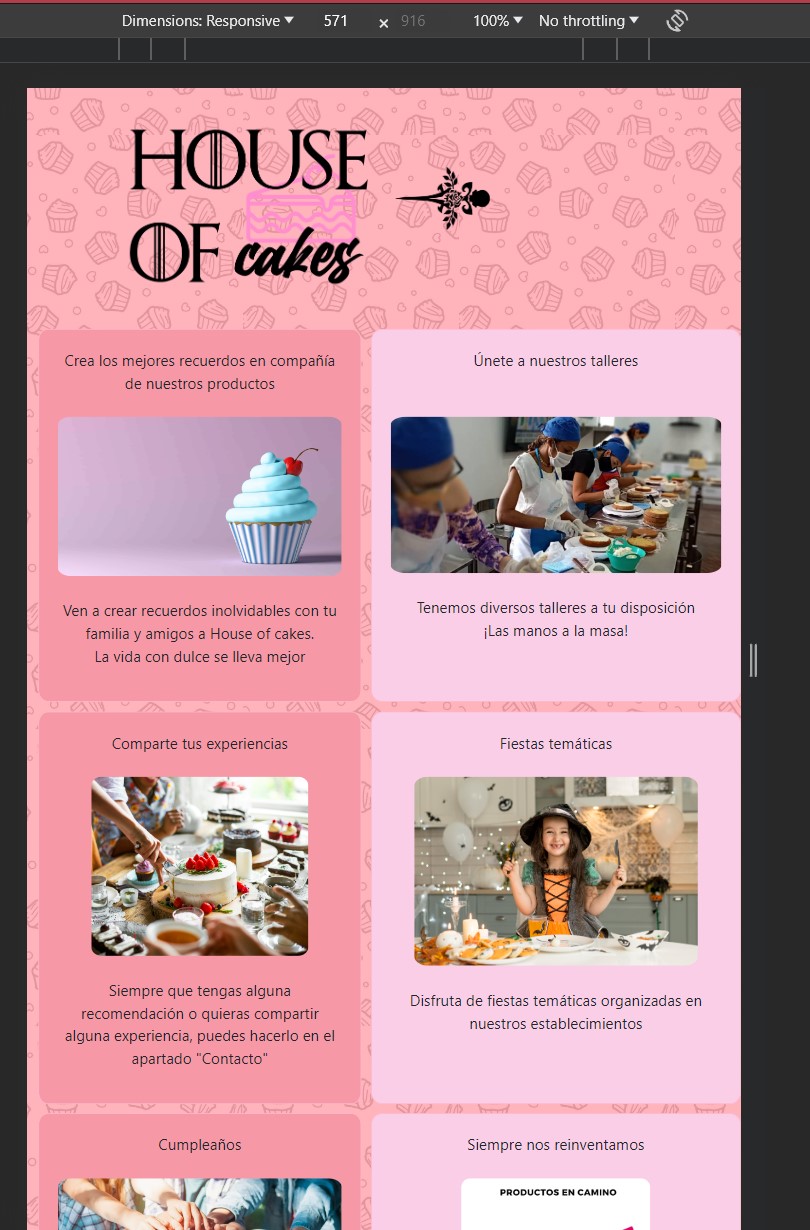 Dimensions: Responsive 571 × 916 100% No throttling
HOUSE
OF cakes
Crea los mejores recuerdos en compañía
de nuestros productos
Ven a crear recuerdos inolvidables con tu
familia y amigos a House of cakes.
La vida con dulce se lleva mejor
Únete a nuestros talleres
Tenemos diversos talleres a tu disposición
¡Las manos a la masa!
Comparte tus experiencias
Siempre que tengas alguna
recomendación o quieras compartir
alguna experiencia, puedes hacerlo en el
apartado "Contacto"
Fiestas temáticas
Disfruta de fiestas temáticas organizadas en
nuestros establecimientos
Cumpleaños
Siempre nos reinventamos
PRODUCTOS EN CAMINO